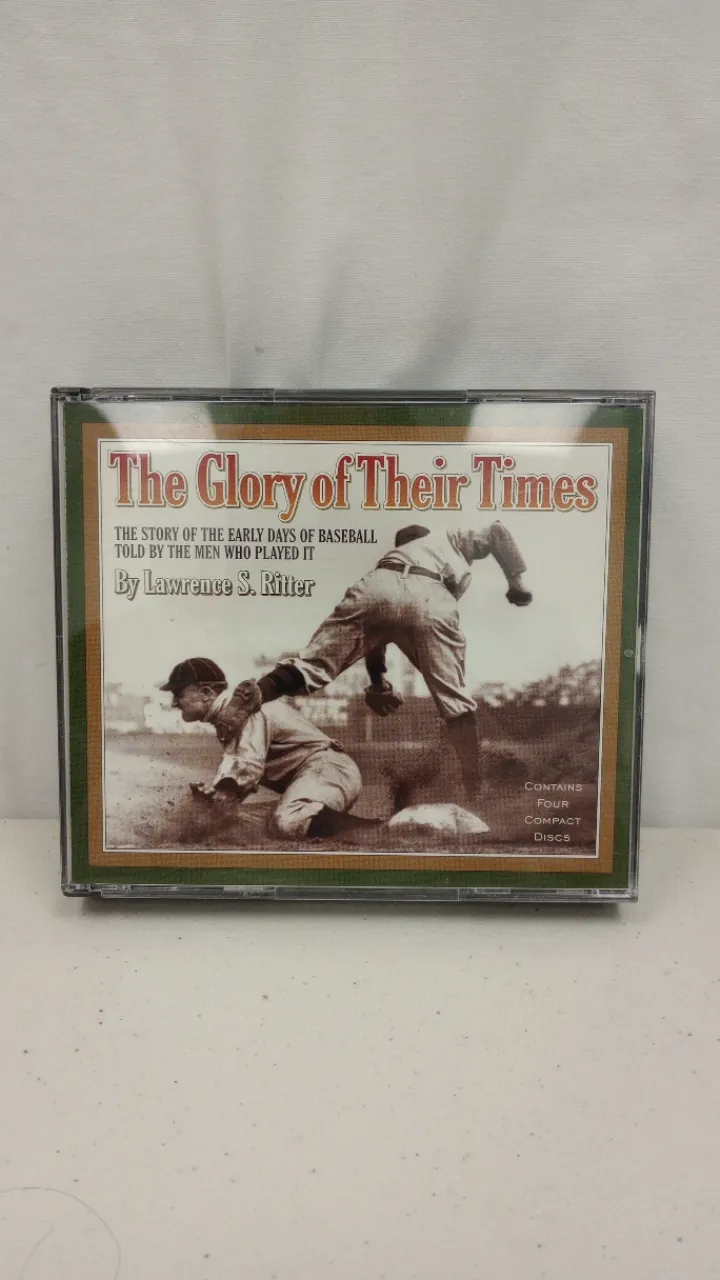 The Glory of Their Times
THE STORY OF THE EARLY DAYS OF BASEBALL
TOLD BY THE MEN WHO PLAYED IT
By Lawrence S. Ritter
CONTAINS
FOUR
COMPACT
DISCS